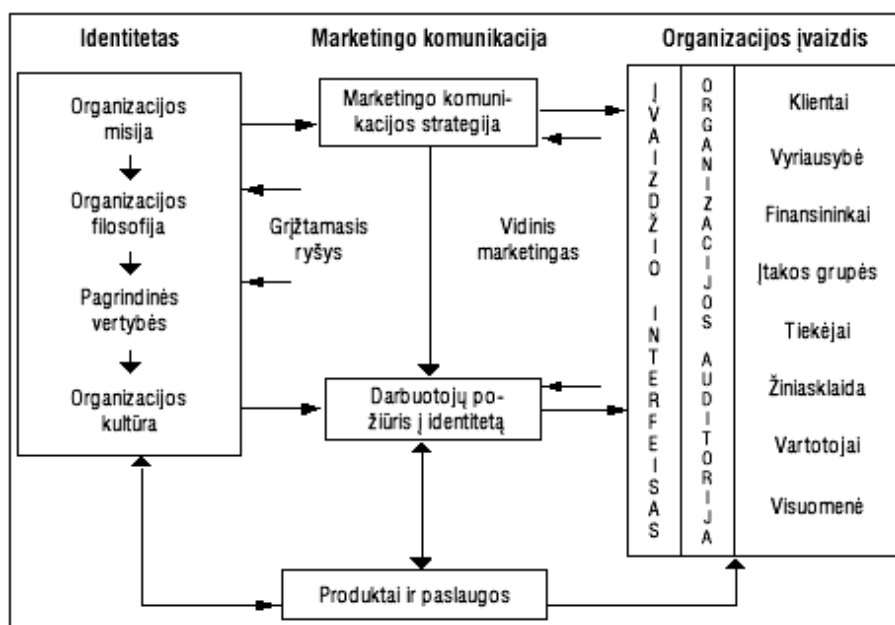 Identitetas
Marketingo komunikacija
Organizacijos įvaizdis
Organizacijos
misija
Organizacijos
filosofija
Pagrindinės
vertybės
Organizacijos
kultūra
Grįžtamasis
ryšys
Marketingo komuni-
kacijos strategija
Vidinis
marketingas
Darbuotojų po-
žiūris į identitetą
Produktai ir paslaugos
ĮVAIZDŽIO INTERFEISAS
ORGANIZACIJOS AUDITORIJA
Klientai
Vyriausybė
Finansininkai
Įtakos grupės
Tiekėjai
Žiniasklaida
Vartotojai
Visuomenė